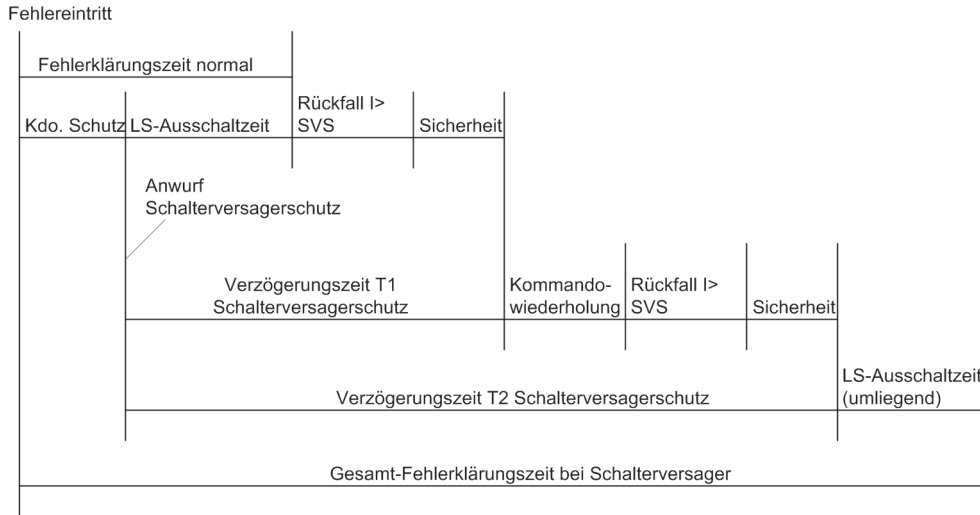 Fehlereintritt
Fehlerklärungszeit normal
Rückfall I>
SVS
Kdo. Schutz
LS-Ausschaltzeit
Sicherheit
Anwurf
Schalterversagerschutz
Verzögerungszeit T1
Schalterversagerschutz
Kommando-
wiederholung
Rückfall I>
SVS
Sicherheit
LS-Ausschaltzeit
(umliegend)
Verzögerungszeit T2 Schalterversagerschutz
Gesamt-Fehlerklärungszeit bei Schalterversager